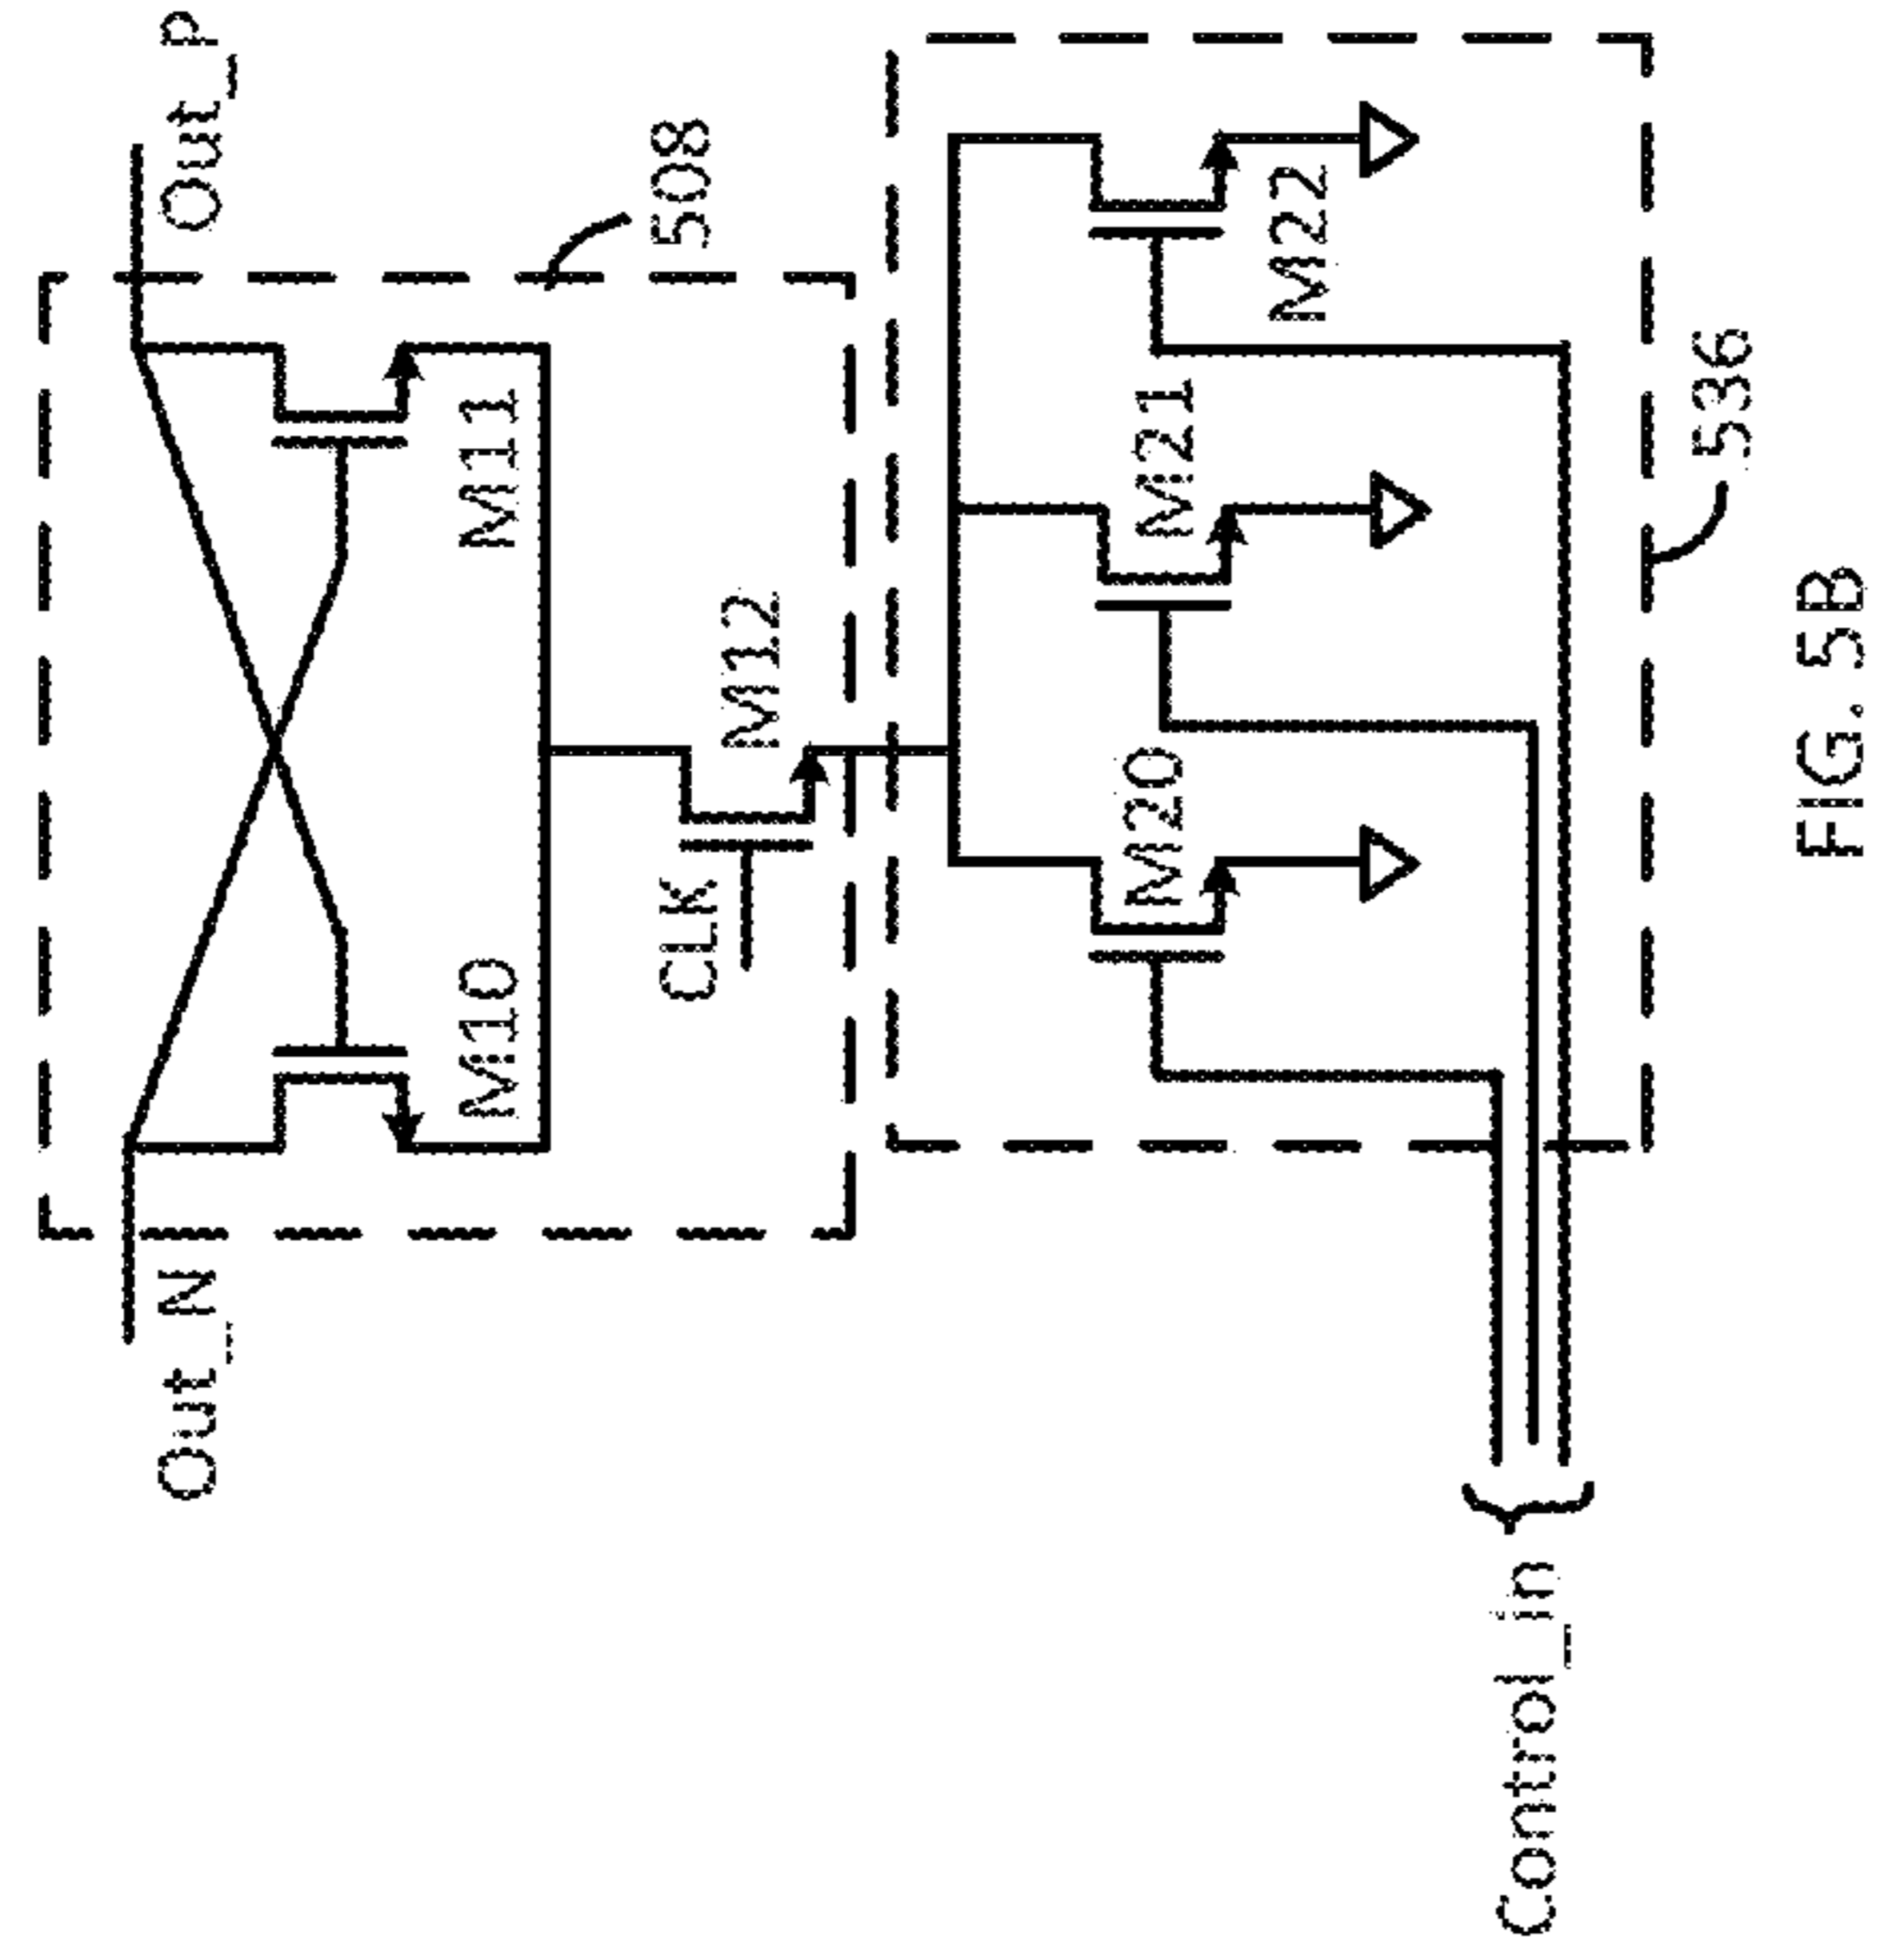 Out_N
Out_P
M10
M11
508
CLK
M12
M20
M21
M22
Control_in
536
FIG. 5B